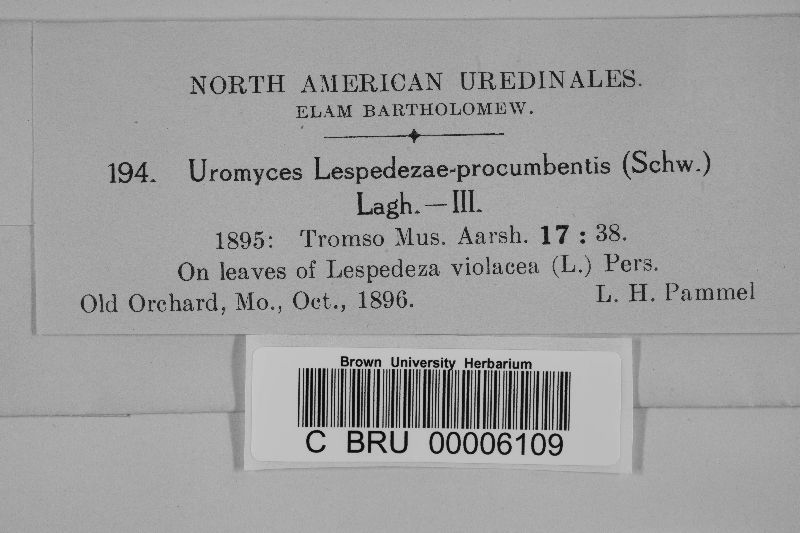 NORTH AMERICAN UREDINALES.
ELAM BARTHOLOMEW.
194. Uromyces Lespedezae-procumbentis (Schw.)
Lagh.—III.
1895: Tromso Mus. Aarsh. 17 : 38.
On leaves of Lespedeza violacea (L.) Pers.
Old Orchard, Mo., Oct., 1896. L. H. Pammel
Brown University Herbarium
C BRU 00006109